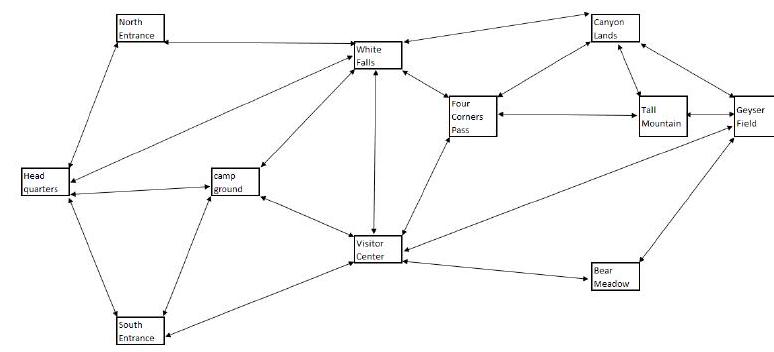 North
Entrance
Canyon
Lands
White
Falls
Four
Corners
Pass
Tall
Mountain
Geyser
Field
Head
quarters
camp
ground
Visitor
Center
Bear
Meadow
South
Entrance